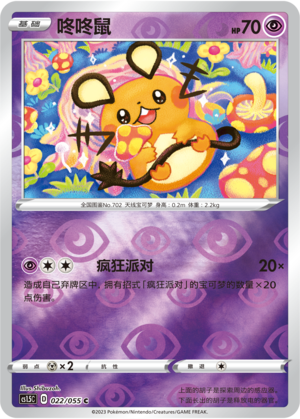 基础 咚咚鼠 HP70
全国图鉴No.702 天线宝可梦 身高：0.2m 体重：2.2kg
疯狂派对 20×
造成自己弃牌区中，拥有招式「疯狂派对」的宝可梦的数量×20
点伤害。
弱点 ×2 抵抗力 撤退
Illus.Shibuzoh.
CS1.5C D 022/055 C
©2023 Pokémon/Nintendo/Creatures/GAME FREAK.